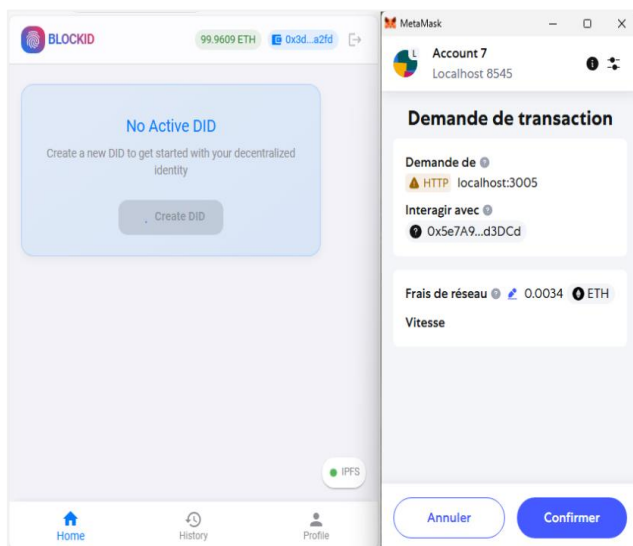 BLOCKID
99.9609 ETH
0x3d...a2fd
No Active DID
Create a new DID to get started with your decentralized
identity
Create DID
IPFS
Home
History
Profile
MetaMask
L
Account 7
Localhost 8545
Demande de transaction
Demande de
HTTP localhost:3005
Interagir avec
0x5e7A9...d3DCd
Frais de réseau 0.0034 ETH
Vitesse
Annuler
Confirmer